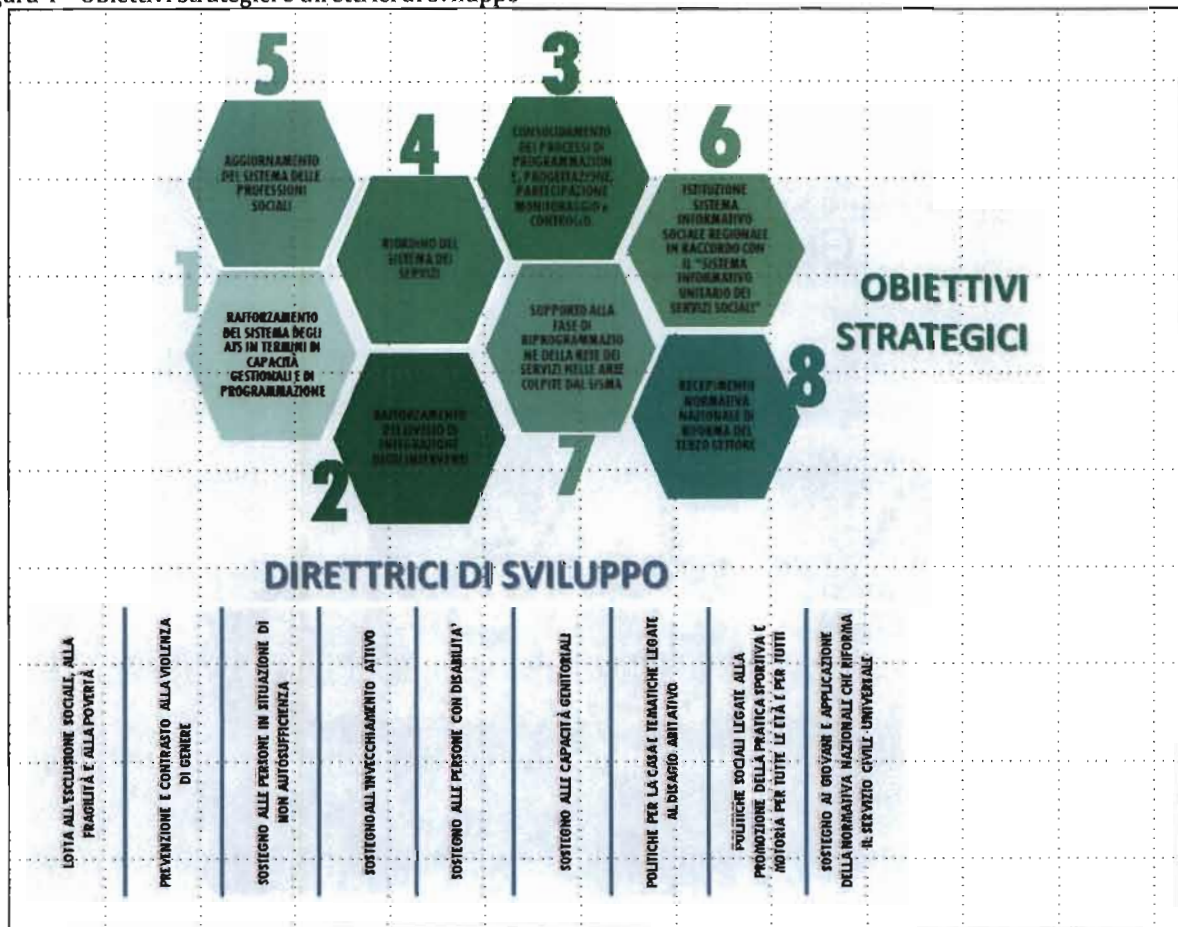 5
AGGIORNAMENTO
DEL SISTEMA DELLE
PROFESSIONI
SOCIALI
4
RIORDINO DEL
SISTEMA DEI
SERVIZI
3
CONSOLIDAMENTO
DEI PROCESSI DI
PROGRAMMAZION
E, PROGETTAZIONE,
PARTECIPAZIONE
MONITORAGGIO e
CONTROLLO
6
ISTITUZIONE
SISTEMA
INFORMATIVO
SOCIALE REGIONALE
IN RACCORDO CON
IL "SISTEMA
INFORMATIVO
UNITARIO DEI
SERVIZI SOCIALI"
1
RAFFORZAMENTO
DEL SISTEMA DEGLI
ATS IN TERMINI DI
CAPACITÀ
GESTIONALI E DI
PROGRAMMAZIONE
2
RAFFORZAMENTO
DEL LIVELLO DI
INTEGRAZIONE
DEGLI INTERVENTI
SUPPORTO ALLA
FASE DI
RIPROGRAMMAZIO
NE DELLA RETE DEI
SERVIZI NELLE AREE
COLPITE DAL SISMA
7
8
RECEPIMENTO
NORMATIVA
NAZIONALE DI
RIFORMA DEL
TERZO SETTORE
OBIETTIVI
STRATEGICI
DIRETTRICI DI SVILUPPO
LOTTA ALL'ESCLUSIONE SOCIALE, ALLA
FRAGILITÀ E ALLA POVERTÀ
PREVENZIONE E CONTRASTO ALLA VIOLENZA
DI GENERE
SOSTEGNO ALLE PERSONE IN SITUAZIONE DI
NON AUTOSUFFICIENZA
SOSTEGNO ALL'INVECCHIAMENTO ATTIVO
SOSTEGNO ALLE PERSONE CON DISABILITA'
SOSTEGNO ALLE CAPACITÀ GENITORIALI
POLITICHE PER LA CASA E TEMATICHE LEGATE
AL DISAGIO ABITATIVO
POLITICHE SOCIALI LEGATE ALLA
PROMOZIONE DELLA PRATICA SPORTIVA E
MOTORIA PER TUTTE LE ETÀ E PER TUTTI
SOSTEGNO AI GIOVANI E APPLICAZIONE
DELLA NORMATIVA NAZIONALE CHE RIFORMA
IL SERVIZIO CIVILE UNIVERSALE